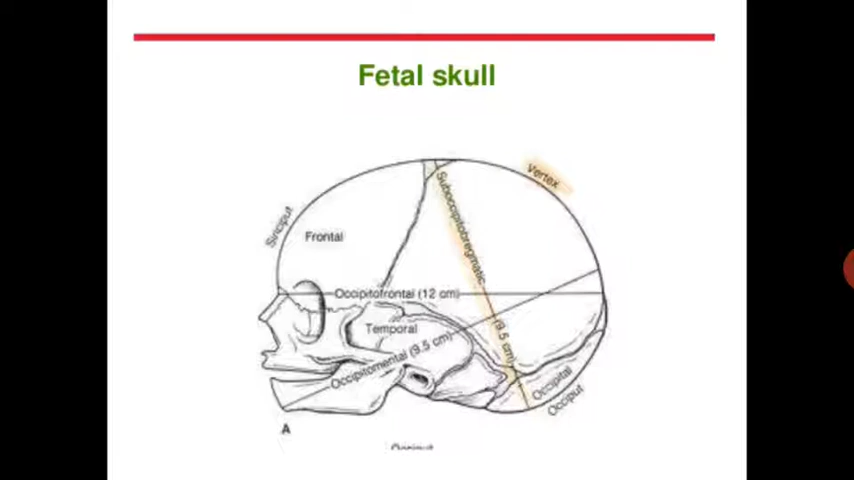 Fetal skull
Vertex
Sinciput
Suboccipitobregmatic
(9.5 cm)
Frontal
Occipitofrontal (12 cm)
Temporal
Occipitomental (9.5 cm)
Occipital
Occiput
A